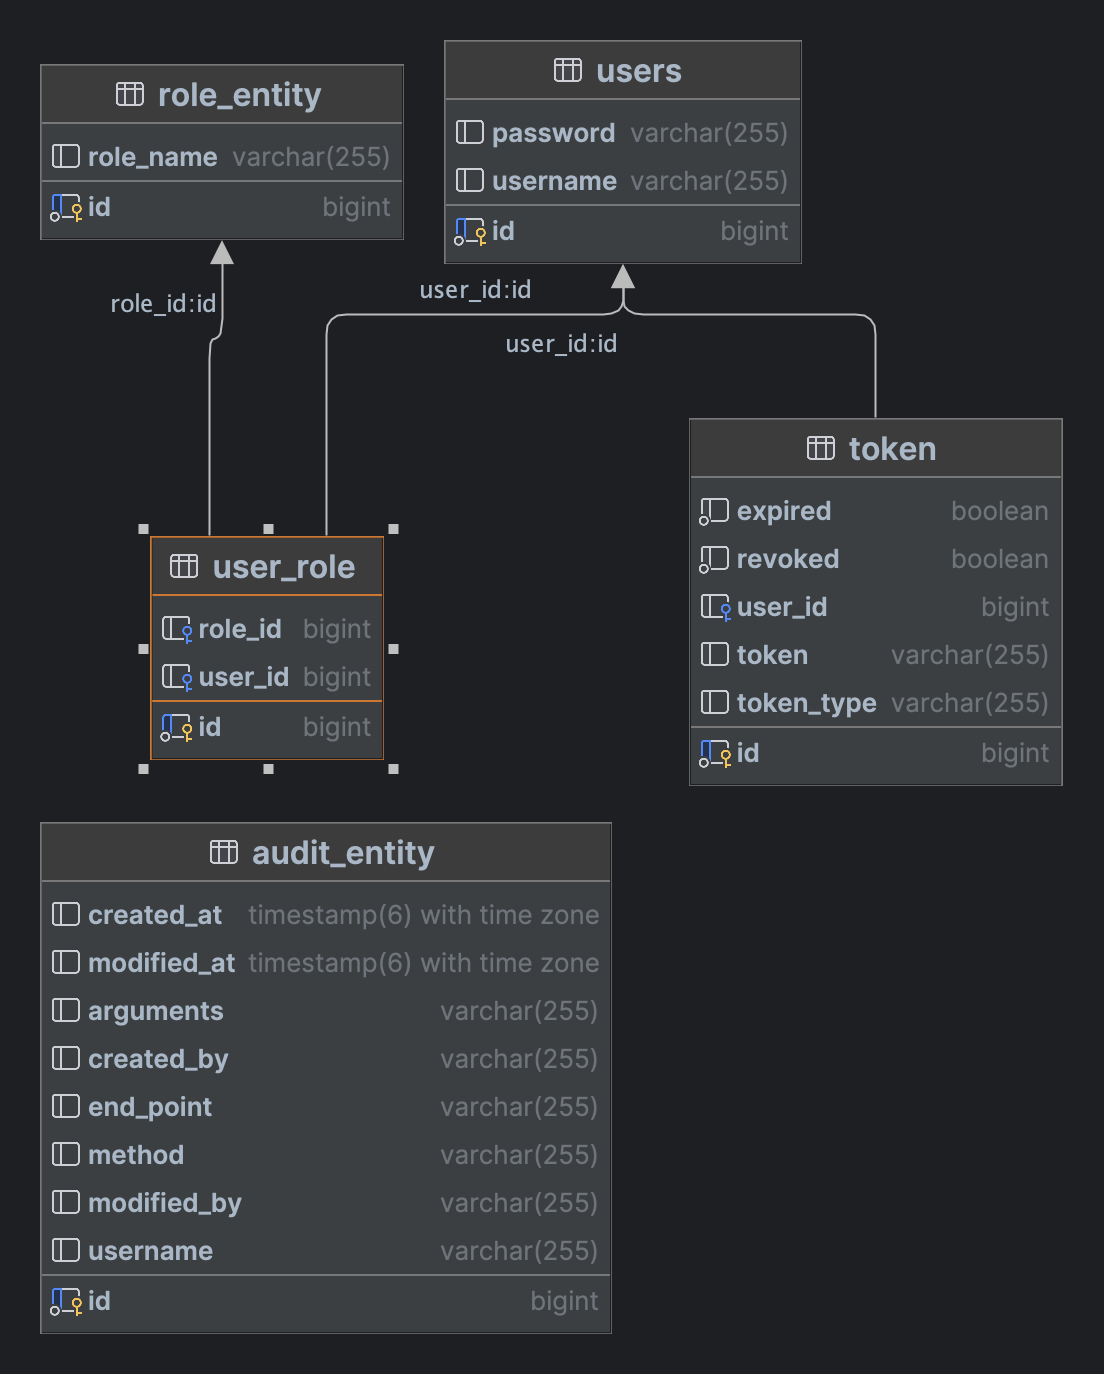 role_entity
role_name varchar(255)
id bigint
users
password varchar(255)
username varchar(255)
id bigint
role_id:id
user_id:id
user_id:id
user_role
role_id bigint
user_id bigint
id bigint
token
expired boolean
revoked boolean
user_id bigint
token varchar(255)
token_type varchar(255)
id bigint
audit_entity
created_at timestamp(6) with time zone
modified_at timestamp(6) with time zone
arguments varchar(255)
created_by varchar(255)
end_point varchar(255)
method varchar(255)
modified_by varchar(255)
username varchar(255)
id bigint